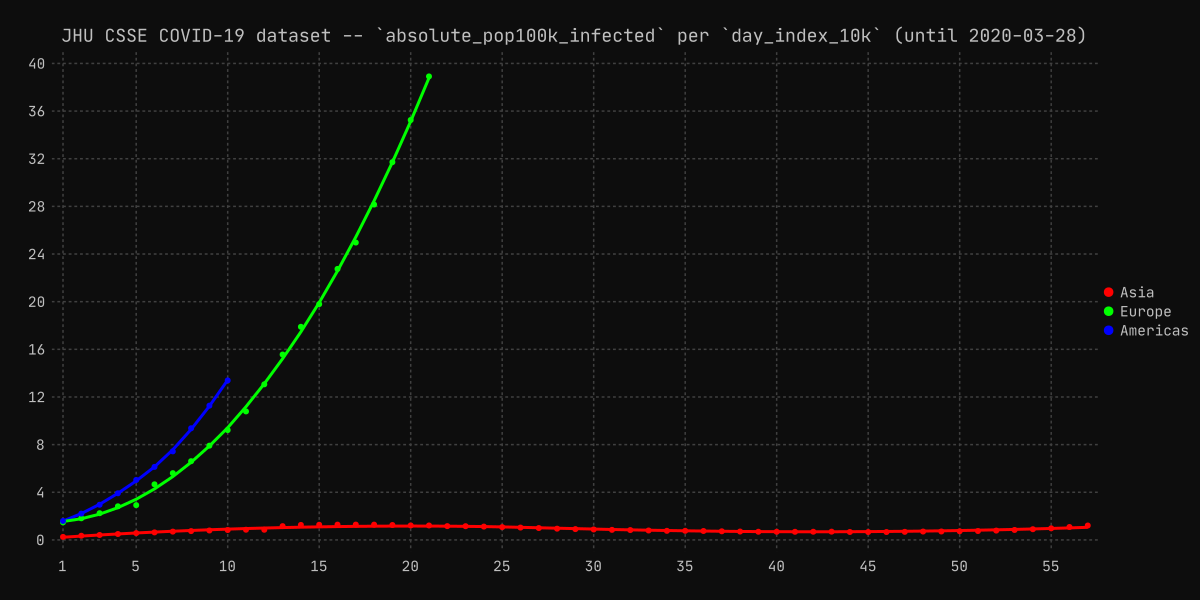 JHU CSSE COVID-19 dataset -- `absolute_pop100k_infected` per `day_index_10k` (until 2020-03-28)
40
36
32
28
24
20
16
12
8
4
0
1 5 10 15 20 25 30 35 40 45 50 55
Asia
Europe
Americas